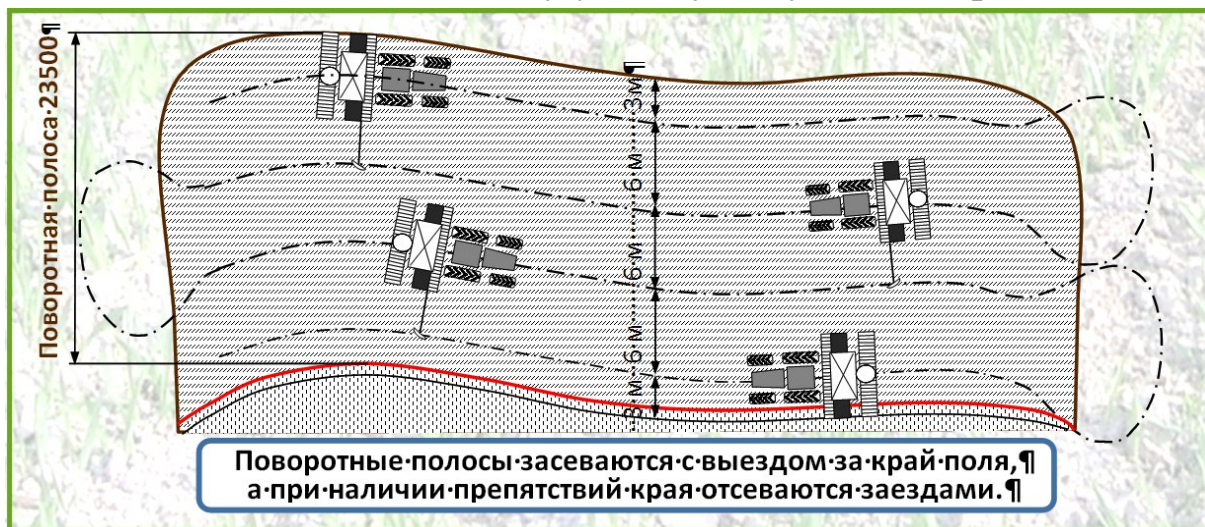 Поворотная·полоса·23500¶
3м¶
6·м
6·м
6·м
3·м
Поворотные·полосы·засеваются·с·выездом·за·край·поля,¶
а·при·наличии·препятствий·края·отсеваются·заездами.¶